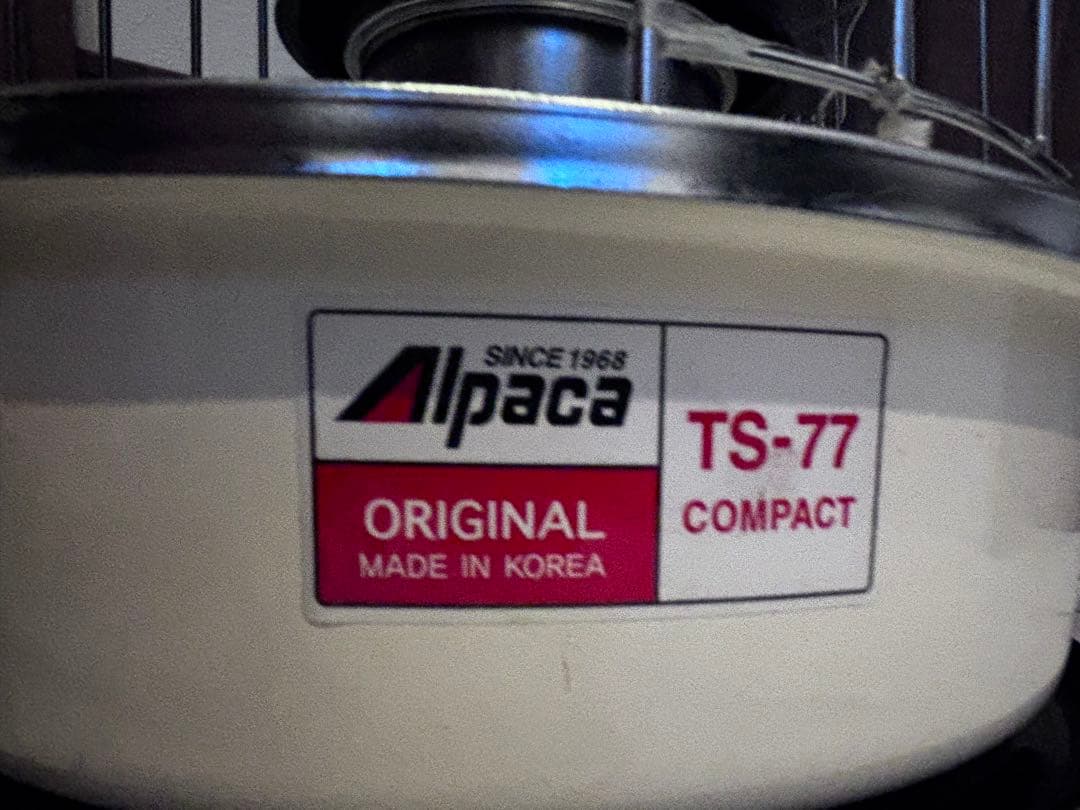 SINCE 1968
Alpaca
ORIGINAL
MADE IN KOREA
TS-77
COMPACT